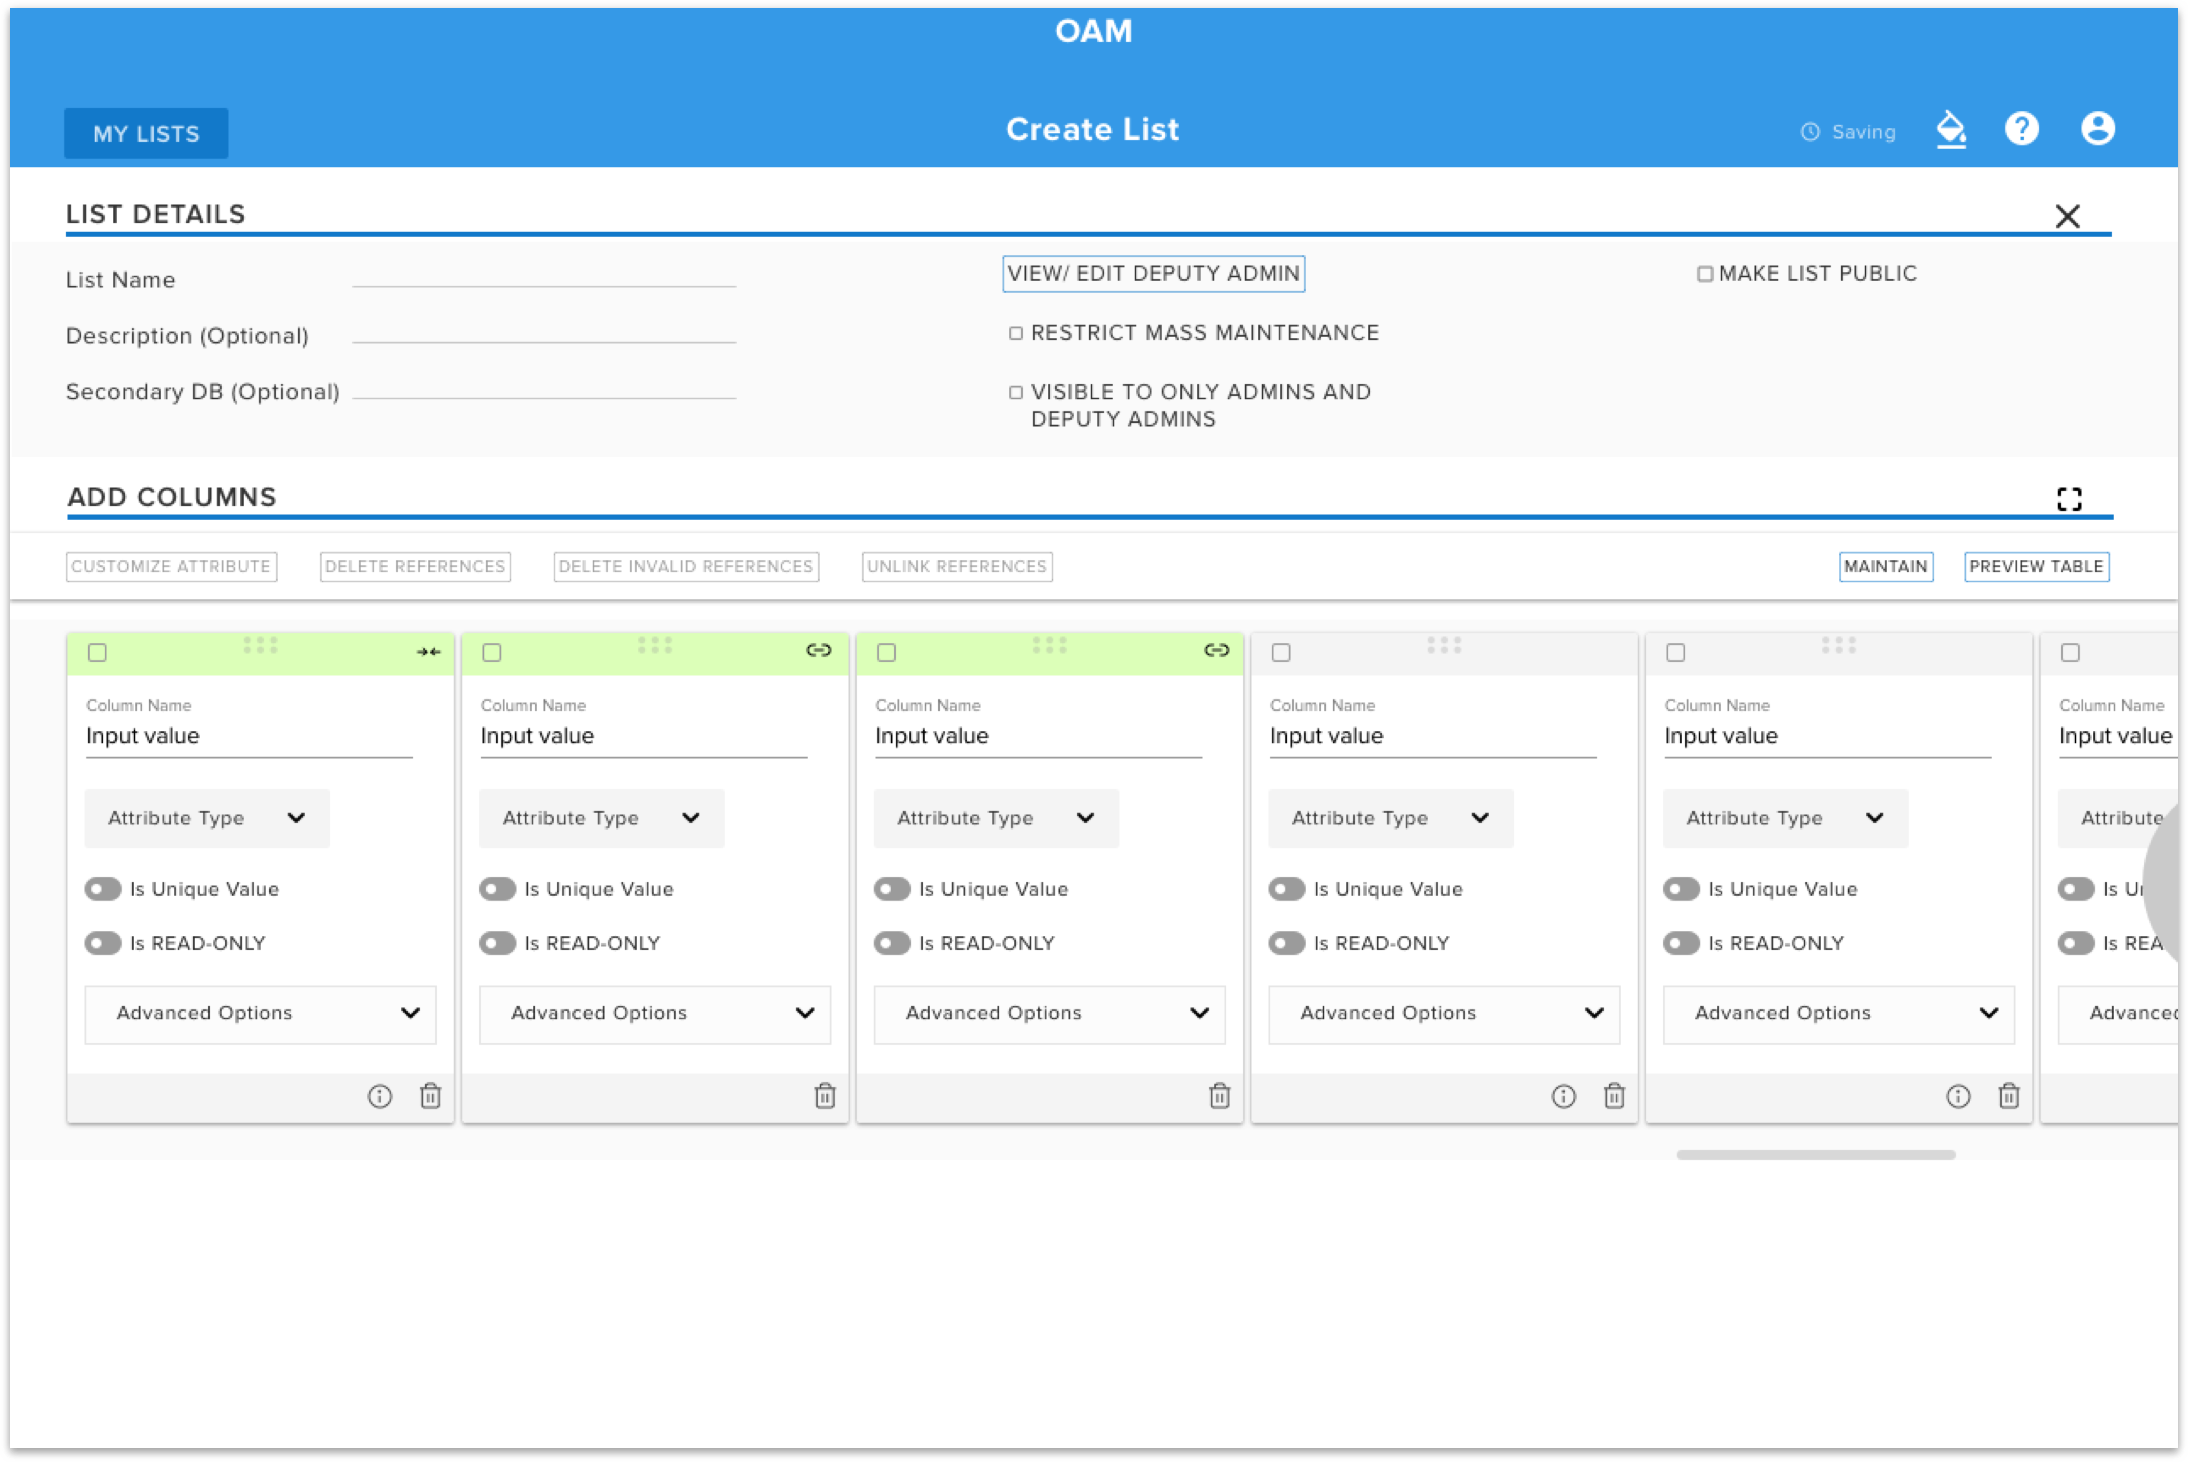 OAM
MY LISTS
Create List
Saving
LIST DETAILS
List Name
VIEW/ EDIT DEPUTY ADMIN
MAKE LIST PUBLIC
Description (Optional)
RESTRICT MASS MAINTENANCE
Secondary DB (Optional)
VISIBLE TO ONLY ADMINS AND
DEPUTY ADMINS
ADD COLUMNS
CUSTOMIZE ATTRIBUTE
DELETE REFERENCES
DELETE INVALID REFERENCES
UNLINK REFERENCES
MAINTAIN
PREVIEW TABLE
Column Name
Input value
Attribute Type
Is Unique Value
Is READ-ONLY
Advanced Options
Column Name
Input value
Attribute Type
Is Unique Value
Is READ-ONLY
Advanced Options
Column Name
Input value
Attribute Type
Is Unique Value
Is READ-ONLY
Advanced Options
Column Name
Input value
Attribute Type
Is Unique Value
Is READ-ONLY
Advanced Options
Column Name
Input value
Attribute Type
Is Unique Value
Is READ-ONLY
Advanced Options
Column Name
Input value
Attribute
Is
Is